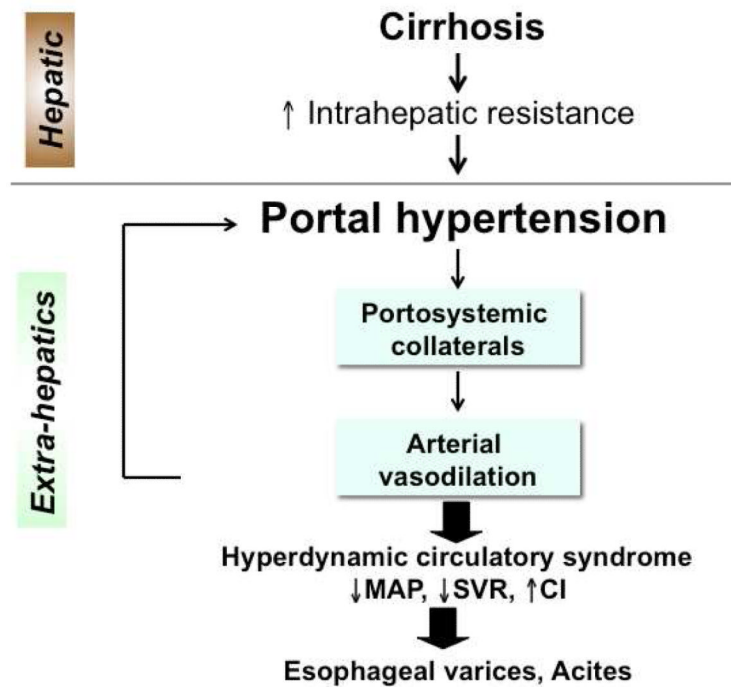 Hepatic
Cirrhosis
↑ Intrahepatic resistance
Extra-hepatics
Portal hypertension
Portosystemic
collaterals
Arterial
vasodilation
Hyperdynamic circulatory syndrome
↓MAP, ↓SVR, ↑CI
Esophageal varices, Acites